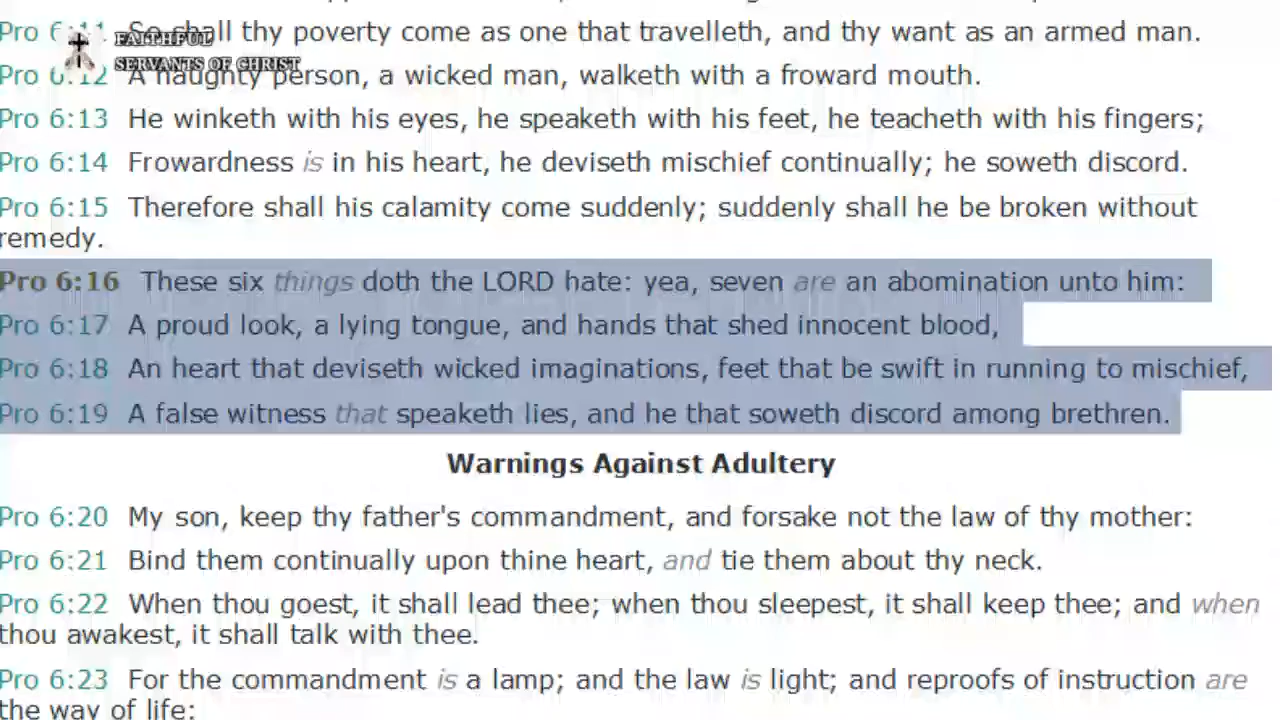 Pro 6:11 So shall thy poverty come as one that travelleth, and thy want as an armed man.
FAITHFUL
SERVANTS OF CHRIST
Pro 6:12 A naughty person, a wicked man, walketh with a froward mouth.
Pro 6:13 He winketh with his eyes, he speaketh with his feet, he teacheth with his fingers;
Pro 6:14 Frowardness is in his heart, he deviseth mischief continually; he soweth discord.
Pro 6:15 Therefore shall his calamity come suddenly; suddenly shall he be broken without
remedy.
Pro 6:16 These six things doth the LORD hate: yea, seven are an abomination unto him:
Pro 6:17 A proud look, a lying tongue, and hands that shed innocent blood,
Pro 6:18 An heart that deviseth wicked imaginations, feet that be swift in running to mischief,
Pro 6:19 A false witness that speaketh lies, and he that soweth discord among brethren.
Warnings Against Adultery
Pro 6:20 My son, keep thy father's commandment, and forsake not the law of thy mother:
Pro 6:21 Bind them continually upon thine heart, and tie them about thy neck.
Pro 6:22 When thou goest, it shall lead thee; when thou sleepest, it shall keep thee; and when
thou awakest, it shall talk with thee.
Pro 6:23 For the commandment is a lamp; and the law is light; and reproofs of instruction are
the way of life: